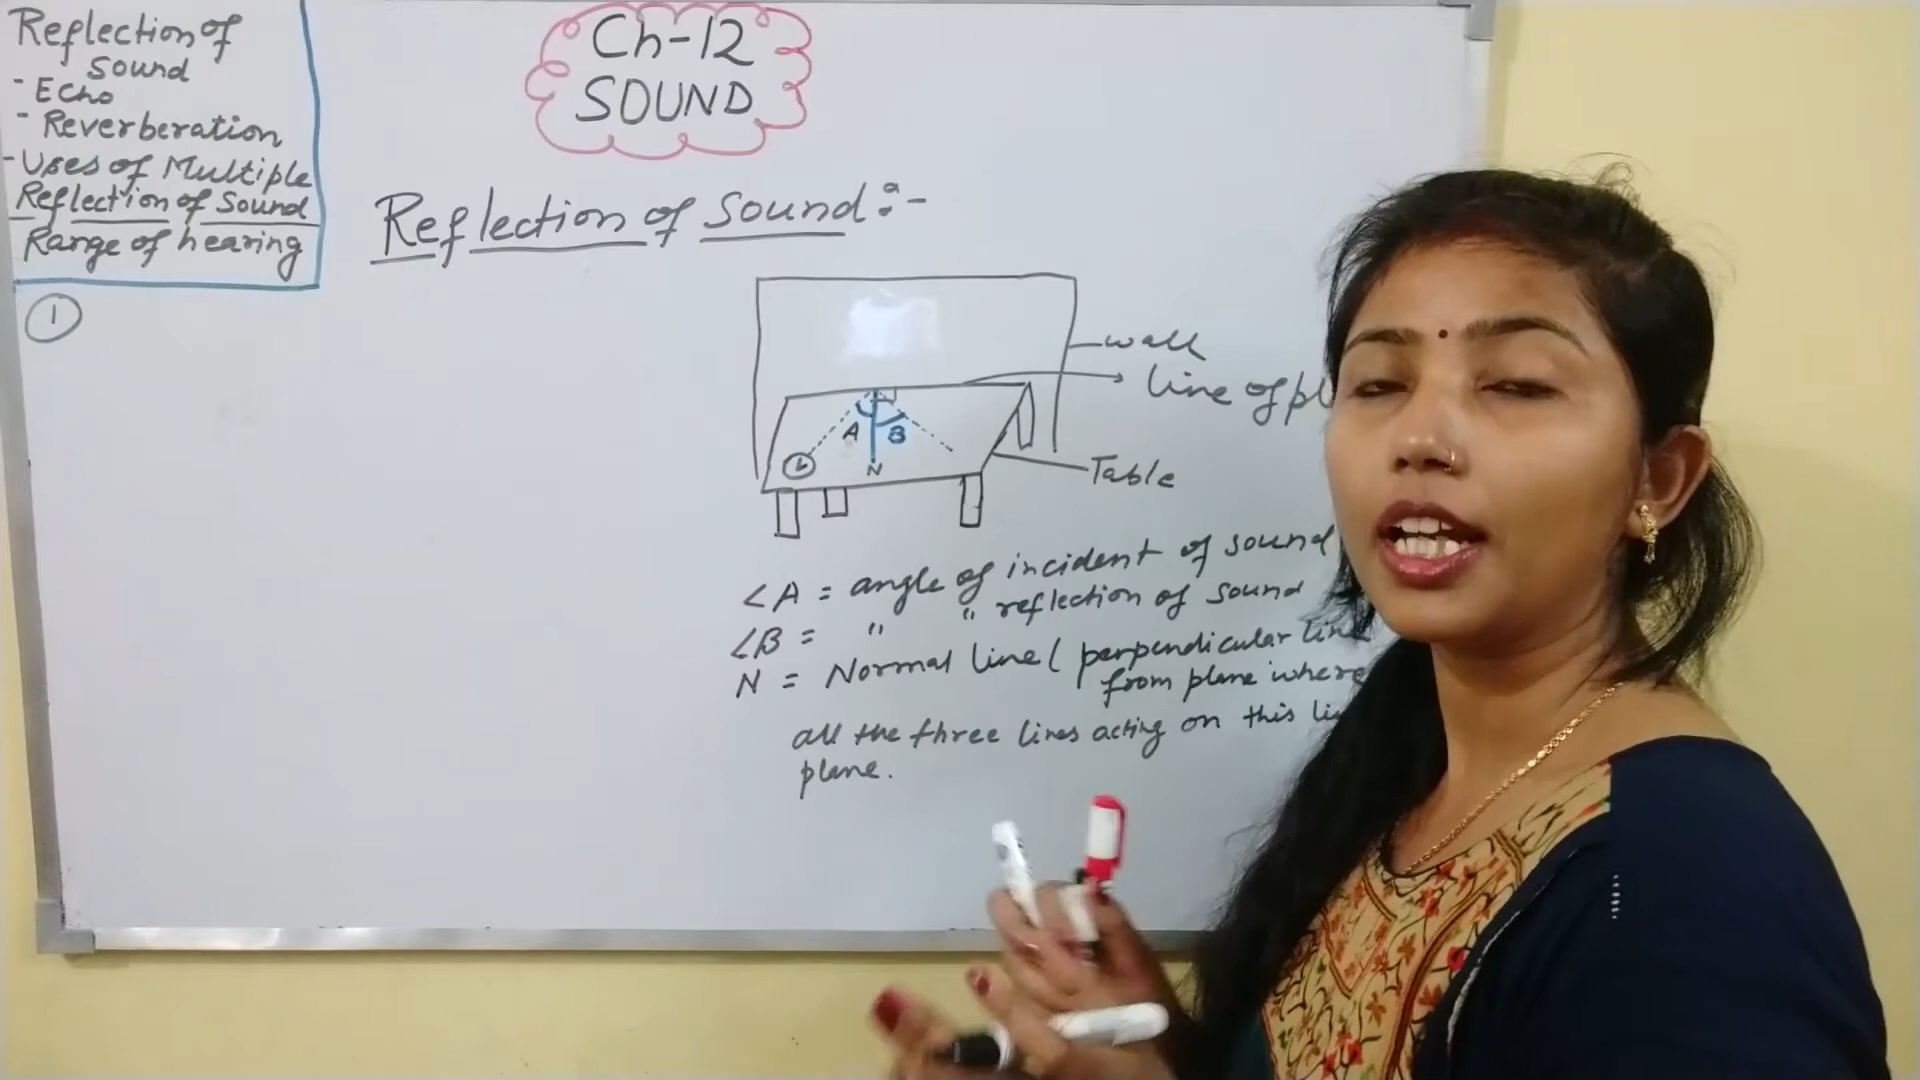 Reflection of
Sound
- Echo
- Reverberation
- Uses of Multiple
Reflection of Sound
Range of hearing
Ch-12
SOUND
Reflection of sound:-
1
wall
line of pl
A
B
N
Table
∠A = angle of incident of sound
∠B = " " reflection of sound
N = Normal line ( perpendicular line
from plane where
all the three lines acting on this li
plane.